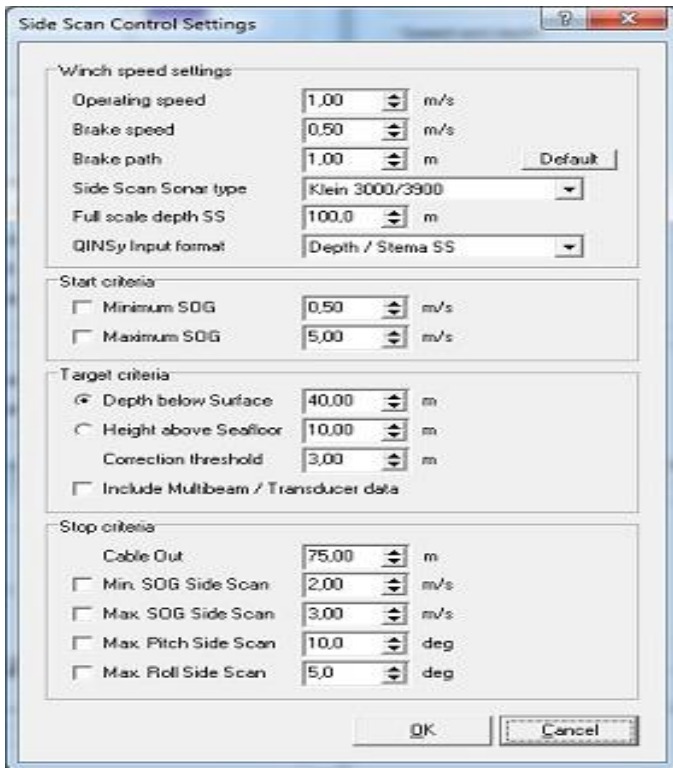 Side Scan Control Settings
Winch speed settings
Operating speed 1,00 m/s
Brake speed 0,50 m/s
Brake path 1,00 m Default
Side Scan Sonar type Klein 3000/3900
Full scale depth SS 100,0 m
QINSy Input format Depth / Stema SS
Start criteria
Minimum SOG 0,50 m/s
Maximum SOG 5,00 m/s
Target criteria
Depth below Surface 40,00 m
Height above Seafloor 10,00 m
Correction threshold 3,00 m
Include Multibeam / Transducer data
Stop criteria
Cable Out 75,00 m
Min. SOG Side Scan 2,00 m/s
Max. SOG Side Scan 3,00 m/s
Max. Pitch Side Scan 10,0 deg
Max. Roll Side Scan 5,0 deg
OK Cancel